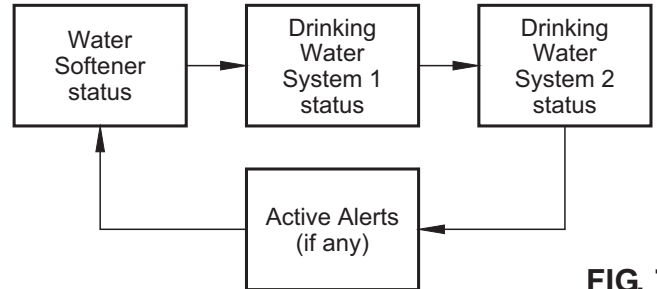 Water
Softener
status
Drinking
Water
System 1
status
Drinking
Water
System 2
status
Active Alerts
(if any)
FIG.